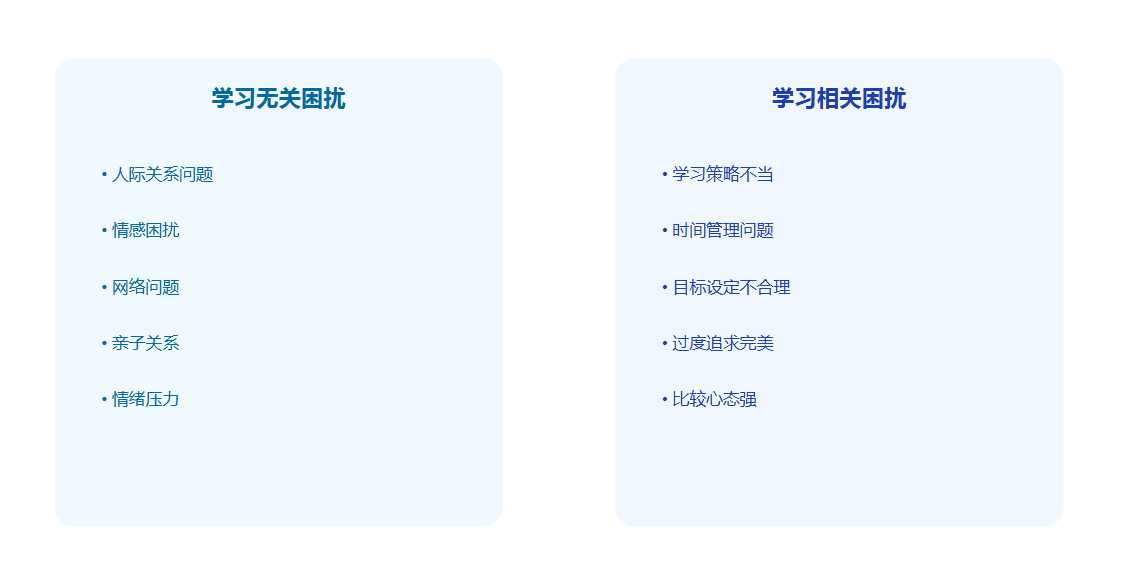 学习无关困扰
• 人际关系问题
• 情感困扰
• 网络问题
• 亲子关系
• 情绪压力
学习相关困扰
• 学习策略不当
• 时间管理问题
• 目标设定不合理
• 过度追求完美
• 比较心态强